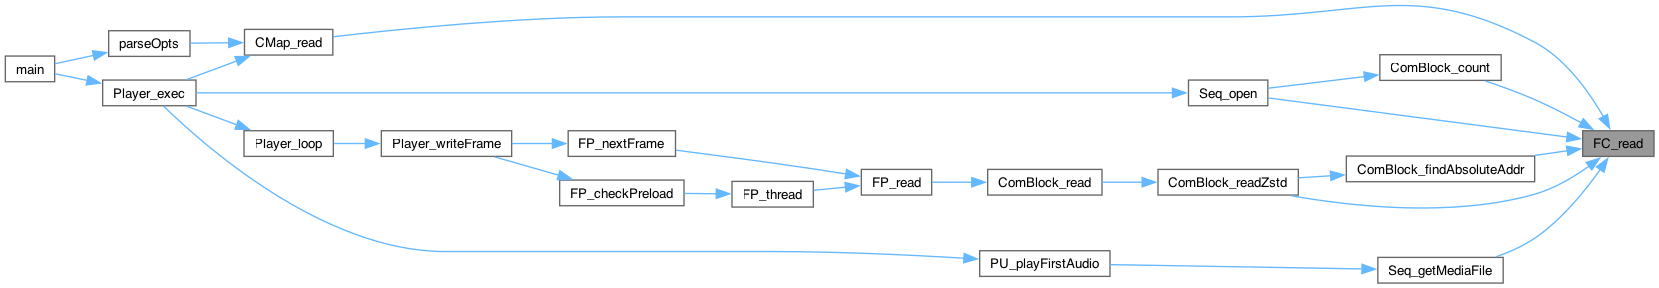 main
parseOpts
Player_exec
CMap_read
Player_loop
Player_writeFrame
FP_nextFrame
FP_checkPreload
FP_thread
FP_read
ComBlock_read
PU_playFirstAudio
Seq_open
ComBlock_readZstd
ComBlock_count
ComBlock_findAbsoluteAddr
Seq_getMediaFile
FC_read